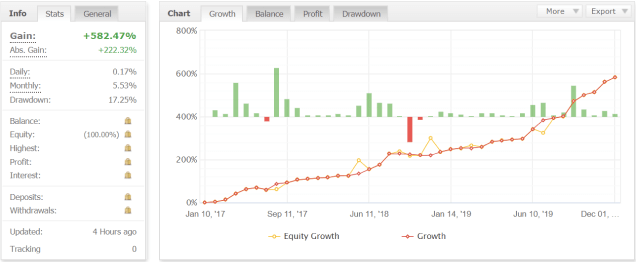 Info Stats General
Gain: +582.47%
Abs. Gain: +222.32%
Daily: 0.17%
Monthly: 5.53%
Drawdown: 17.25%
Balance:
Equity: (100.00%)
Highest:
Profit:
Interest:
Deposits:
Withdrawals:
Updated: 4 Hours ago
Tracking 0
Chart Growth Balance Profit Drawdown More Export
800%
600%
400%
200%
0%
Jan 10, '17 Sep 11, '17 Jun 11, '18 Jan 14, '19 Jun 10, '19 Dec 01, ...
Equity Growth Growth